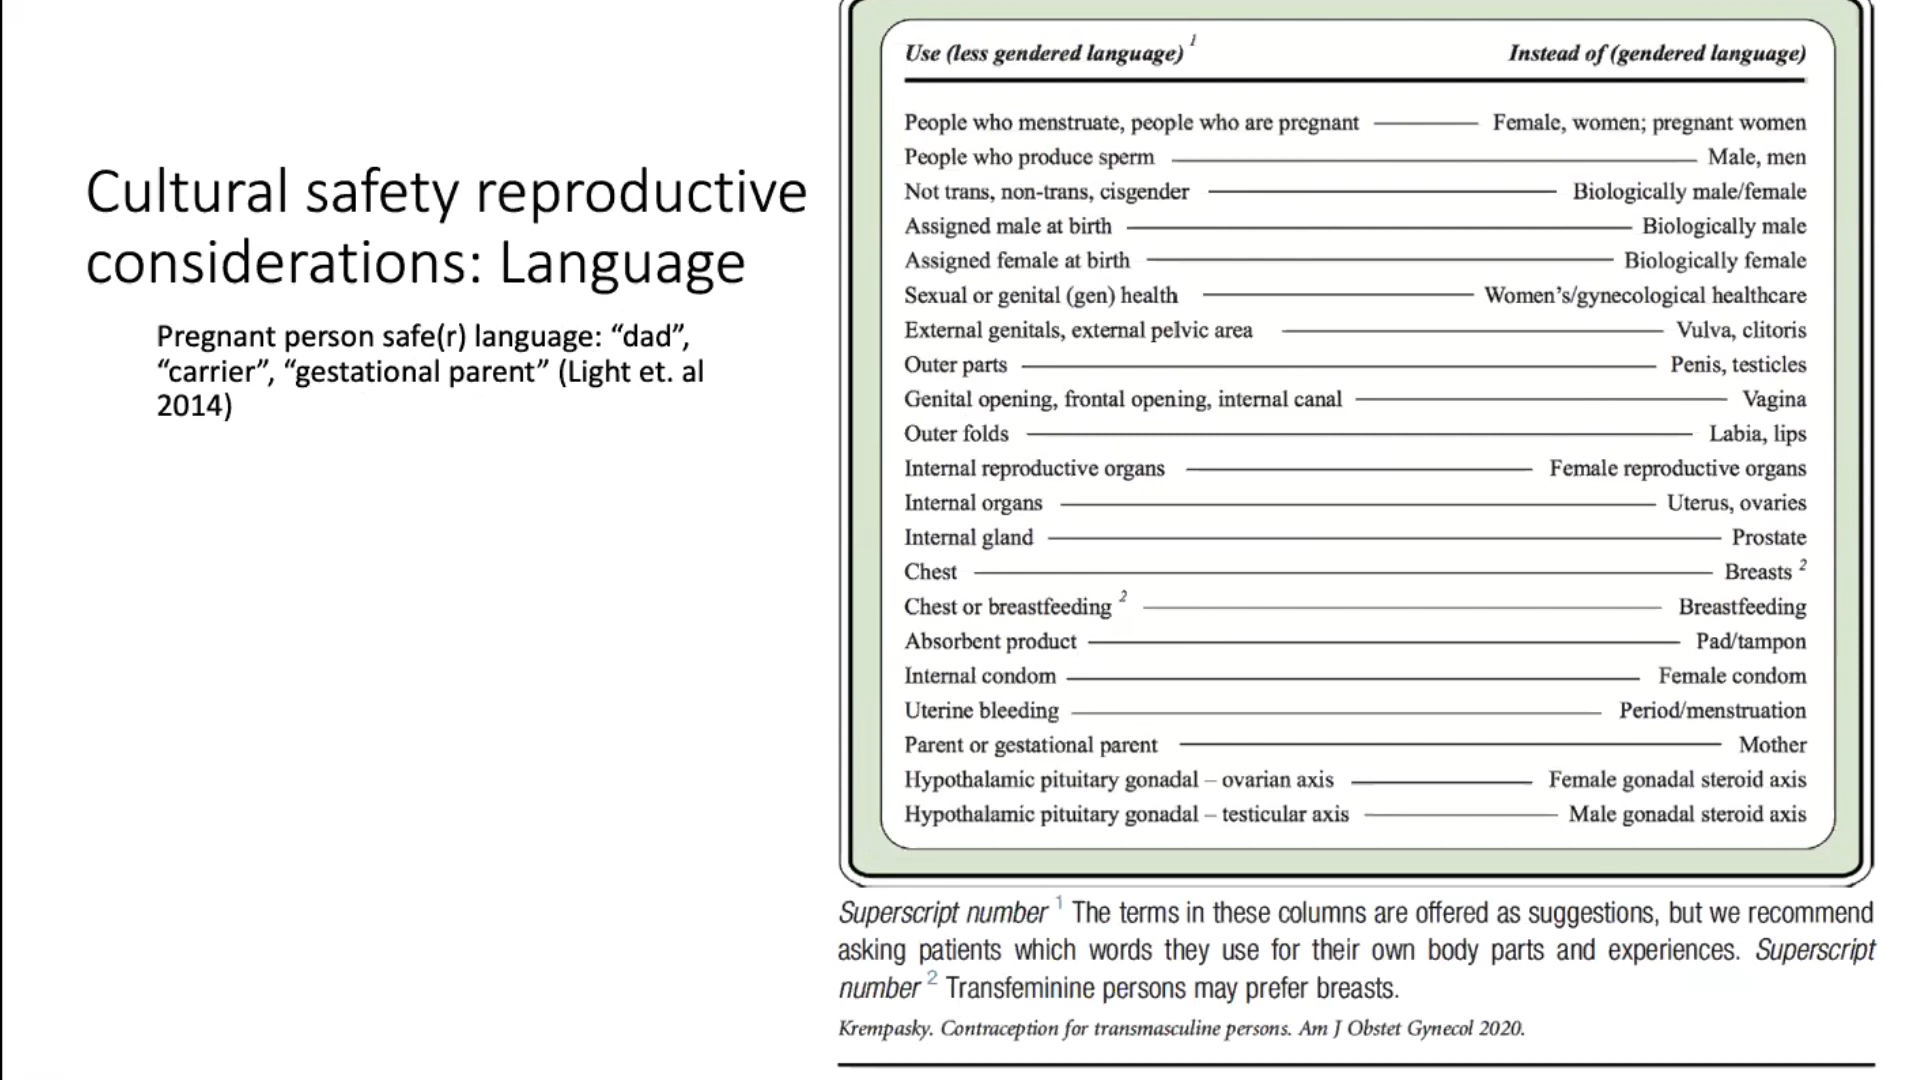 Cultural safety reproductive
considerations: Language
Pregnant person safe(r) language: “dad”,
“carrier”, “gestational parent” (Light et. al
2014)
Use (less gendered language) 1 Instead of (gendered language)
People who menstruate, people who are pregnant Female, women; pregnant women
People who produce sperm Male, men
Not trans, non-trans, cisgender Biologically male/female
Assigned male at birth Biologically male
Assigned female at birth Biologically female
Sexual or genital (gen) health Women’s/gynecological healthcare
External genitals, external pelvic area Vulva, clitoris
Outer parts Penis, testicles
Genital opening, frontal opening, internal canal Vagina
Outer folds Labia, lips
Internal reproductive organs Female reproductive organs
Internal organs Uterus, ovaries
Internal gland Prostate
Chest Breasts 2
Chest or breastfeeding 2 Breastfeeding
Absorbent product Pad/tampon
Internal condom Female condom
Uterine bleeding Period/menstruation
Parent or gestational parent Mother
Hypothalamic pituitary gonadal – ovarian axis Female gonadal steroid axis
Hypothalamic pituitary gonadal – testicular axis Male gonadal steroid axis
Superscript number 1 The terms in these columns are offered as suggestions, but we recommend
asking patients which words they use for their own body parts and experiences. Superscript
number 2 Transfeminine persons may prefer breasts.
Krempasky. Contraception for transmasculine persons. Am J Obstet Gynecol 2020.